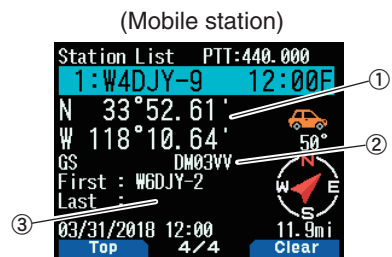 (Mobile station)
Station List PTT:440.000
1:W4DJY-9 12:00F
N 33°52.61' ①
W 118°10.64' 50°
GS DM03VV ②
N
First : W6DJY-2
W E
Last :
③
S
03/31/2018 12:00 11.9mi
Top 4/4 Clear